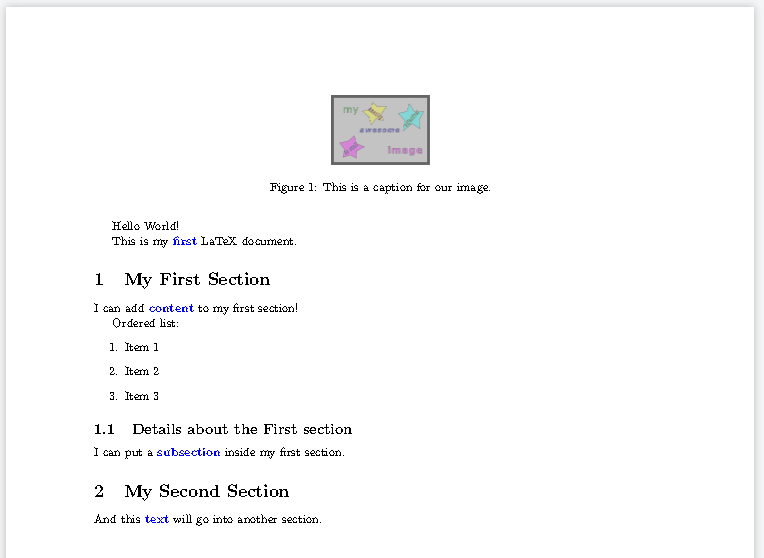 my
awesome
image
Figure 1: This is a caption for our image.
Hello World!
This is my first LaTeX document.
1 My First Section
I can add content to my first section!
Ordered list:
1. Item 1
2. Item 2
3. Item 3
1.1 Details about the First section
I can put a subsection inside my first section.
2 My Second Section
And this text will go into another section.